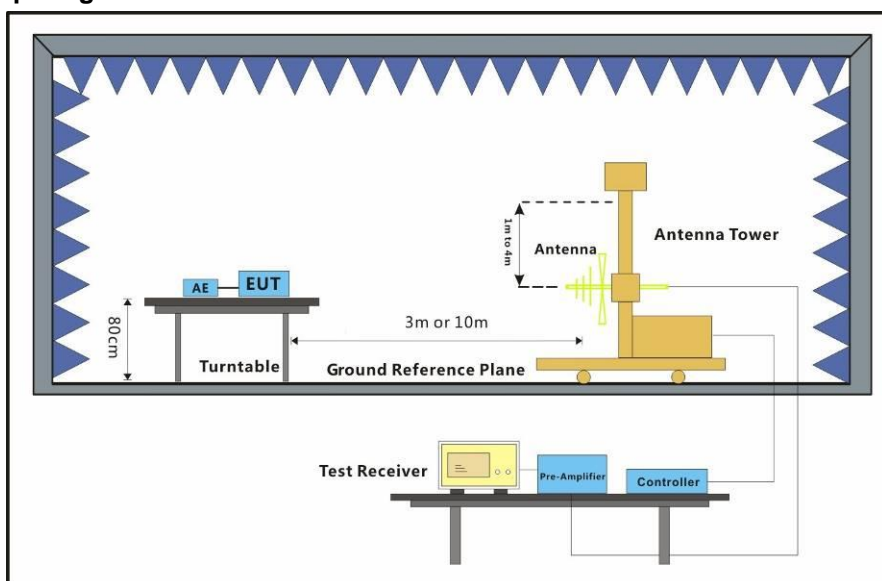 1m to 4m
Antenna
Antenna Tower
AE
EUT
80cm
3m or 10m
Turntable
Ground Reference Plane
Test Receiver
Pre-Amplifier
Controller